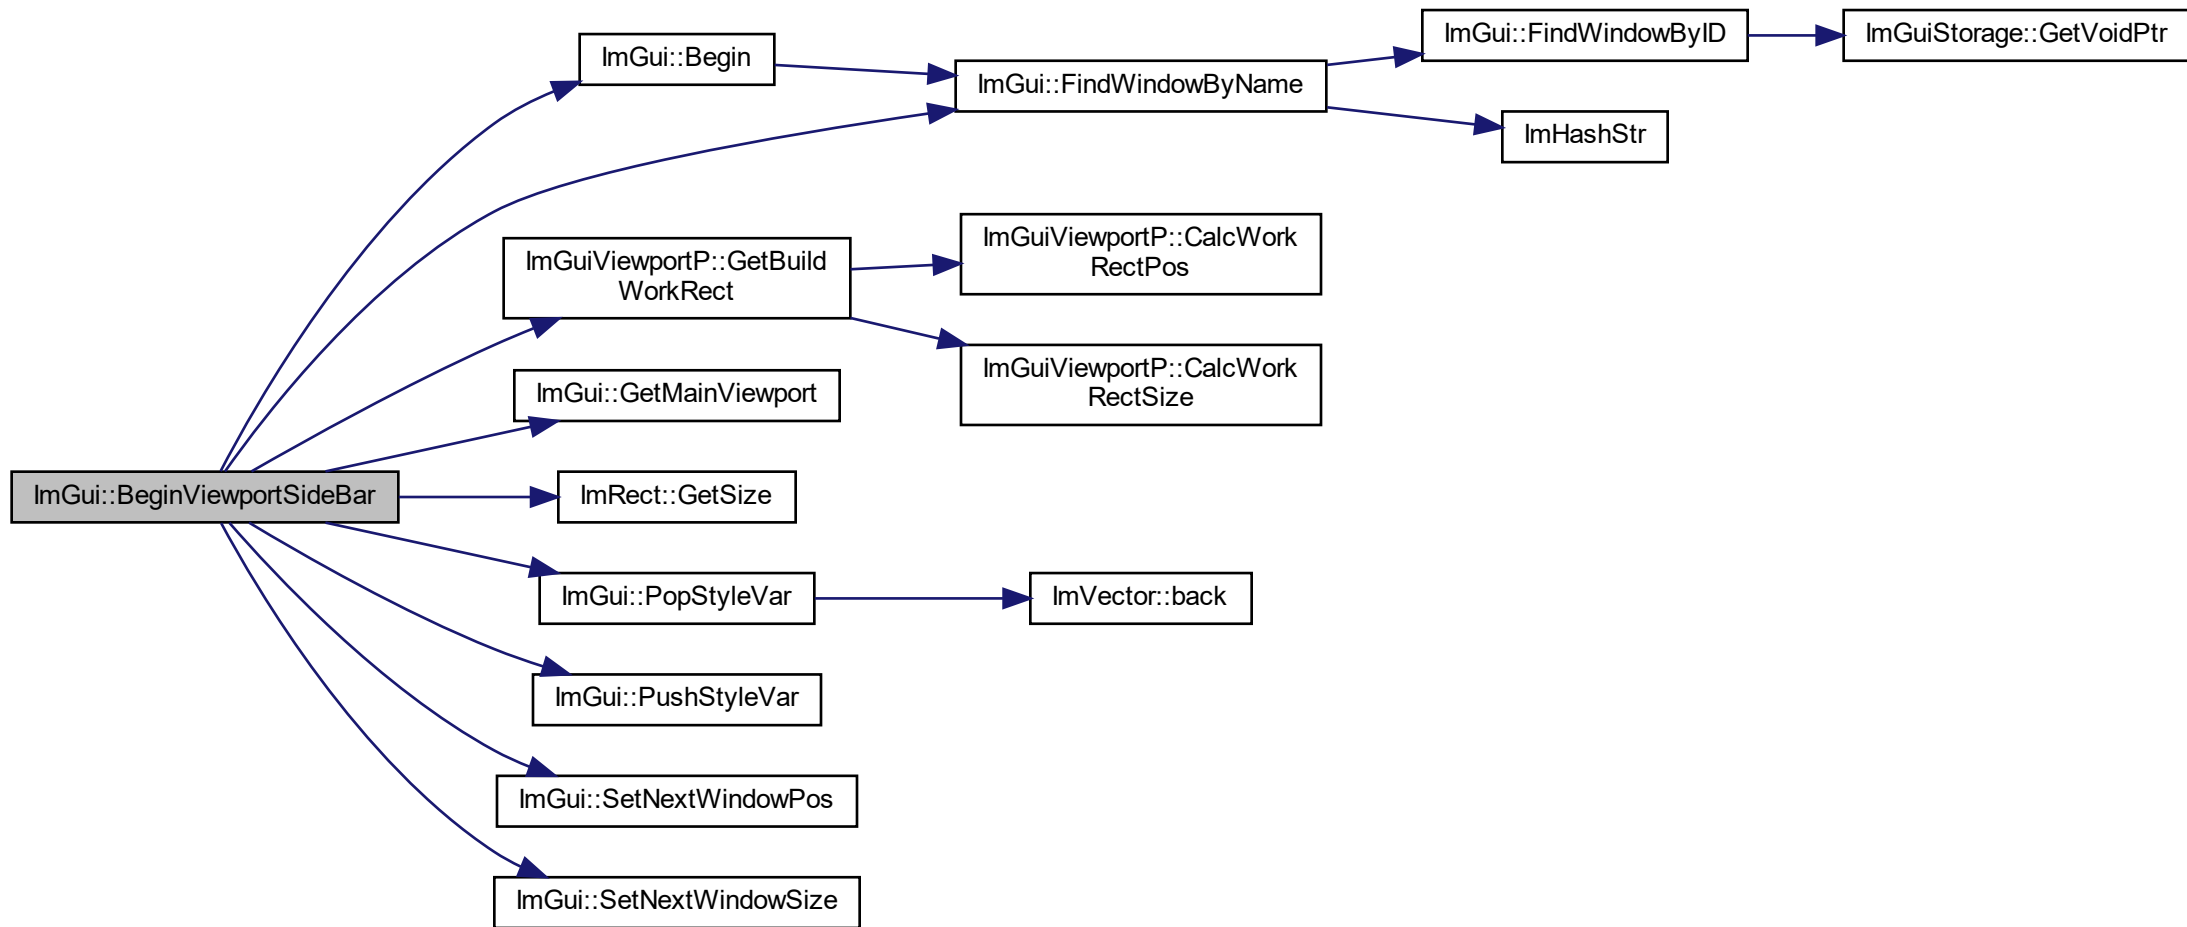 ImGui::BeginViewportSideBar
ImGui::Begin
ImGui::FindWindowByName
ImGui::FindWindowByID
ImGuiStorage::GetVoidPtr
ImHashStr
ImGuiViewportP::GetBuild
WorkRect
ImGuiViewportP::CalcWork
RectPos
ImGuiViewportP::CalcWork
RectSize
ImGui::GetMainViewport
ImRect::GetSize
ImGui::PopStyleVar
ImVector::back
ImGui::PushStyleVar
ImGui::SetNextWindowPos
ImGui::SetNextWindowSize